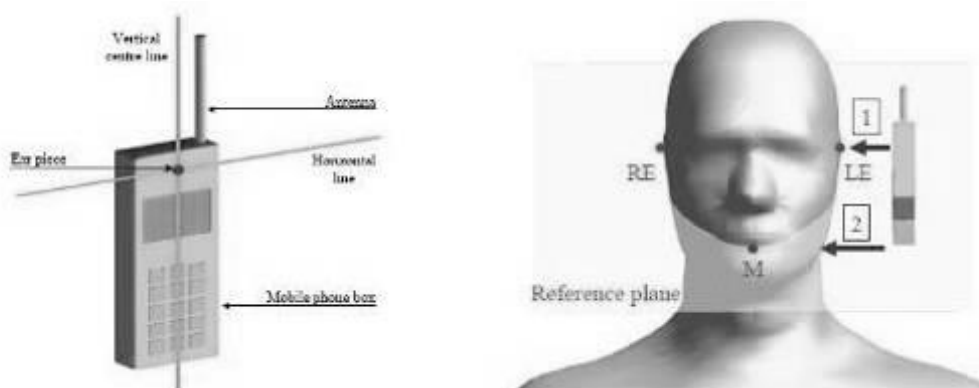 Vertical
centre line
Antenna
Ear piece
Horizontal
line
Mobile phone box
1
RE
LE
2
M
Reference plane